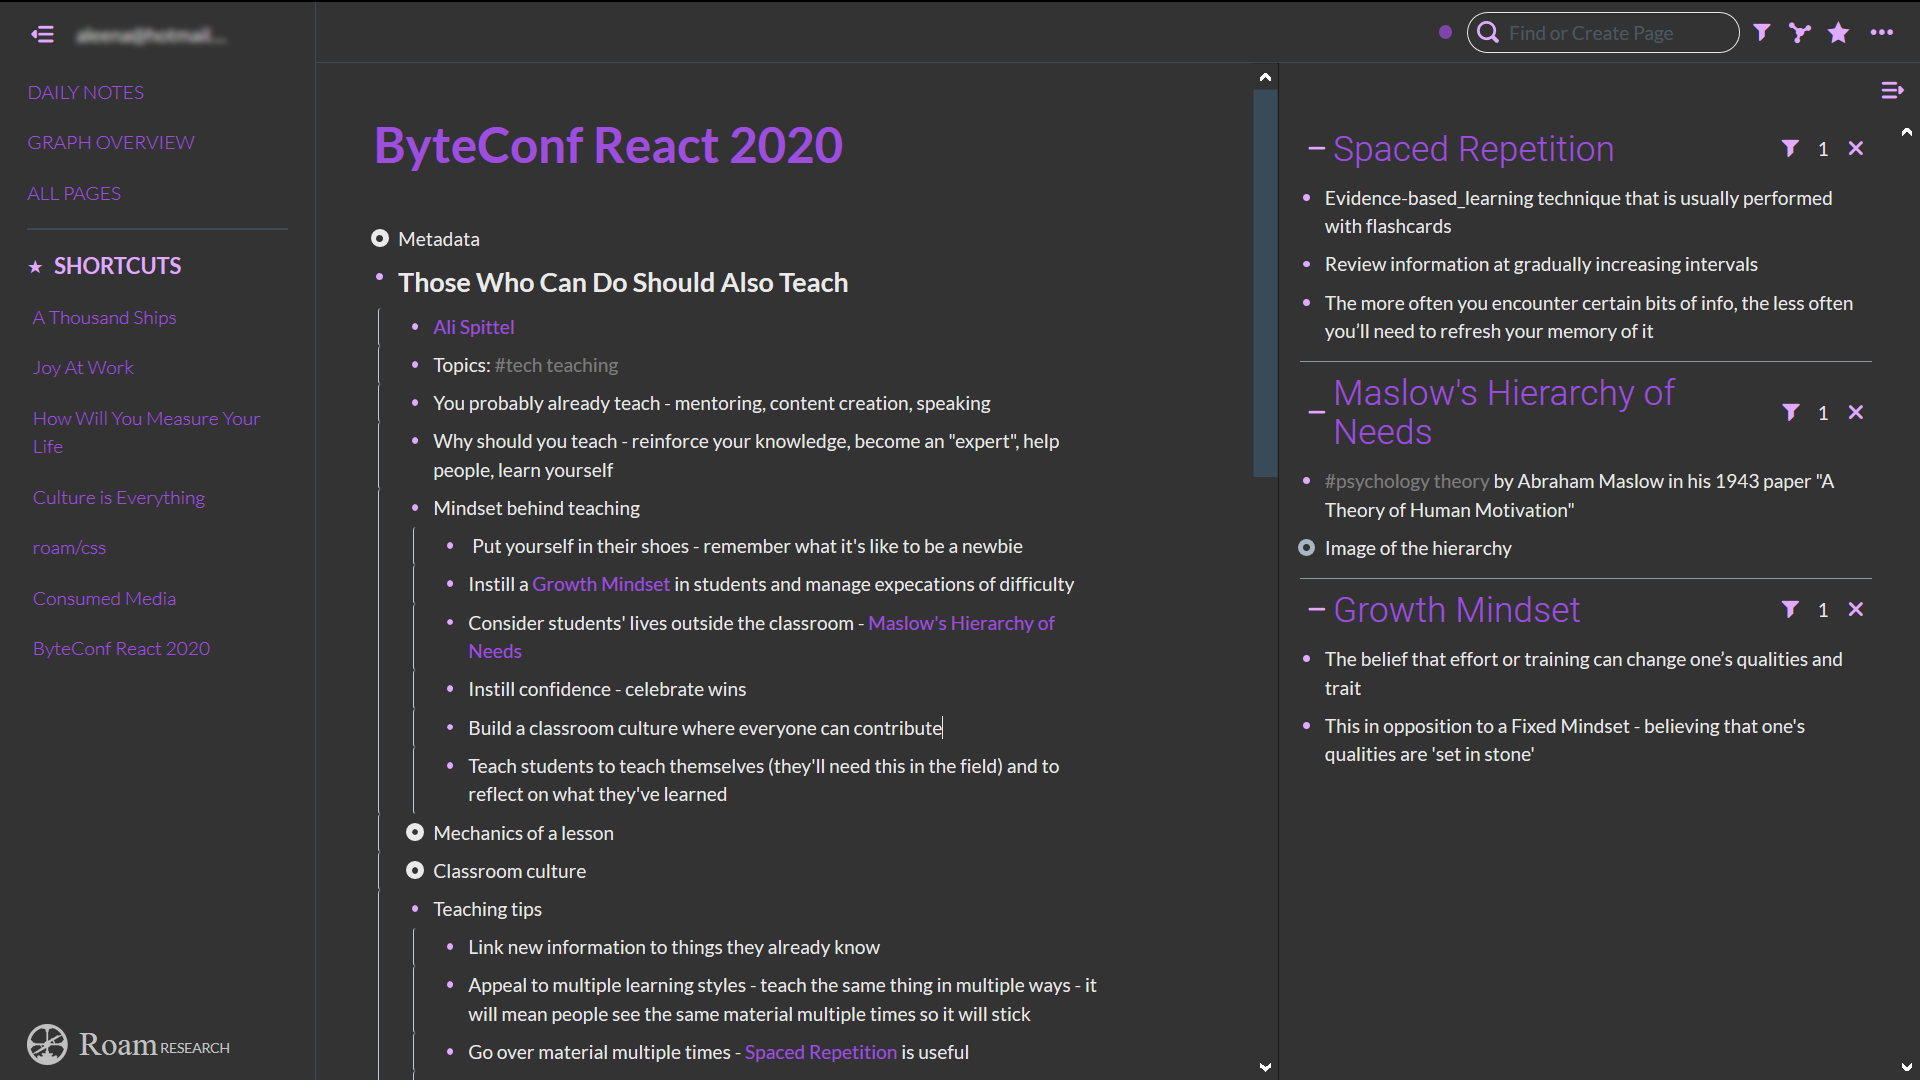 DAILY NOTES
GRAPH OVERVIEW
ALL PAGES
SHORTCUTS
A Thousand Ships
Joy At Work
How Will You Measure Your
Life
Culture is Everything
roam/css
Consumed Media
ByteConf React 2020
Roam RESEARCH
Find or Create Page
ByteConf React 2020
Metadata
Those Who Can Do Should Also Teach
Ali Spittel
Topics: #tech teaching
You probably already teach - mentoring, content creation, speaking
Why should you teach - reinforce your knowledge, become an "expert", help
people, learn yourself
Mindset behind teaching
Put yourself in their shoes - remember what it's like to be a newbie
Instill a Growth Mindset in students and manage expecations of difficulty
Consider students' lives outside the classroom - Maslow's Hierarchy of
Needs
Instill confidence - celebrate wins
Build a classroom culture where everyone can contribute
Teach students to teach themselves (they'll need this in the field) and to
reflect on what they've learned
Mechanics of a lesson
Classroom culture
Teaching tips
Link new information to things they already know
Appeal to multiple learning styles - teach the same thing in multiple ways - it
will mean people see the same material multiple times so it will stick
Go over material multiple times - Spaced Repetition is useful
Spaced Repetition 1
Evidence-based_learning technique that is usually performed
with flashcards
Review information at gradually increasing intervals
The more often you encounter certain bits of info, the less often
you’ll need to refresh your memory of it
Maslow's Hierarchy of
Needs 1
#psychology theory by Abraham Maslow in his 1943 paper "A
Theory of Human Motivation"
Image of the hierarchy
Growth Mindset 1
The belief that effort or training can change one’s qualities and
trait
This in opposition to a Fixed Mindset - believing that one's
qualities are 'set in stone'